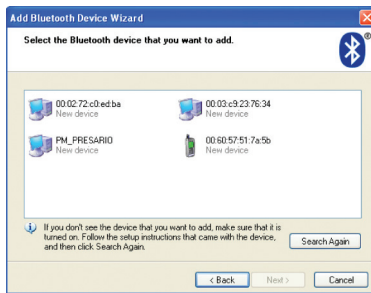 Add Bluetooth Device Wizard
Select the Bluetooth device that you want to add.
®
00:02:72:c0:ed:ba
New device
00:03:c9:23:76:34
New device
PM_PRESARIO
New device
00:60:57:51:7a:5b
New device
If you don't see the device that you want to add, make sure that it is
turned on. Follow the setup instructions that came with the device,
and then click Search Again.
Search Again
< Back
Next >
Cancel